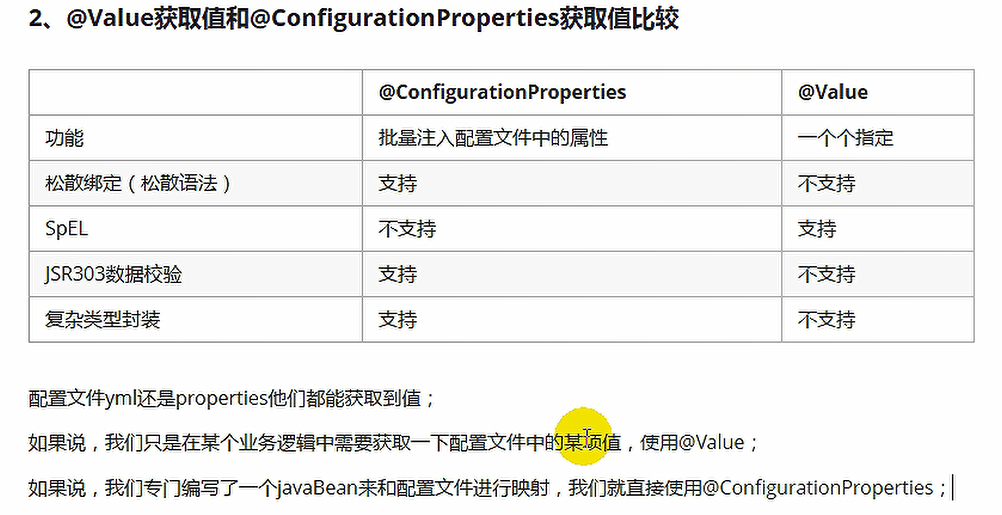 2、@Value获取值和@ConfigurationProperties获取值比较
@ConfigurationProperties @Value
功能 批量注入配置文件中的属性 一个个指定
松散绑定（松散语法） 支持 不支持
SpEL 不支持 支持
JSR303数据校验 支持 不支持
复杂类型封装 支持 不支持
配置文件yml还是properties他们都能获取到值；
如果说，我们只是在某个业务逻辑中需要获取一下配置文件中的某项值，使用@Value；
如果说，我们专门编写了一个javaBean来和配置文件进行映射，我们就直接使用@ConfigurationProperties；